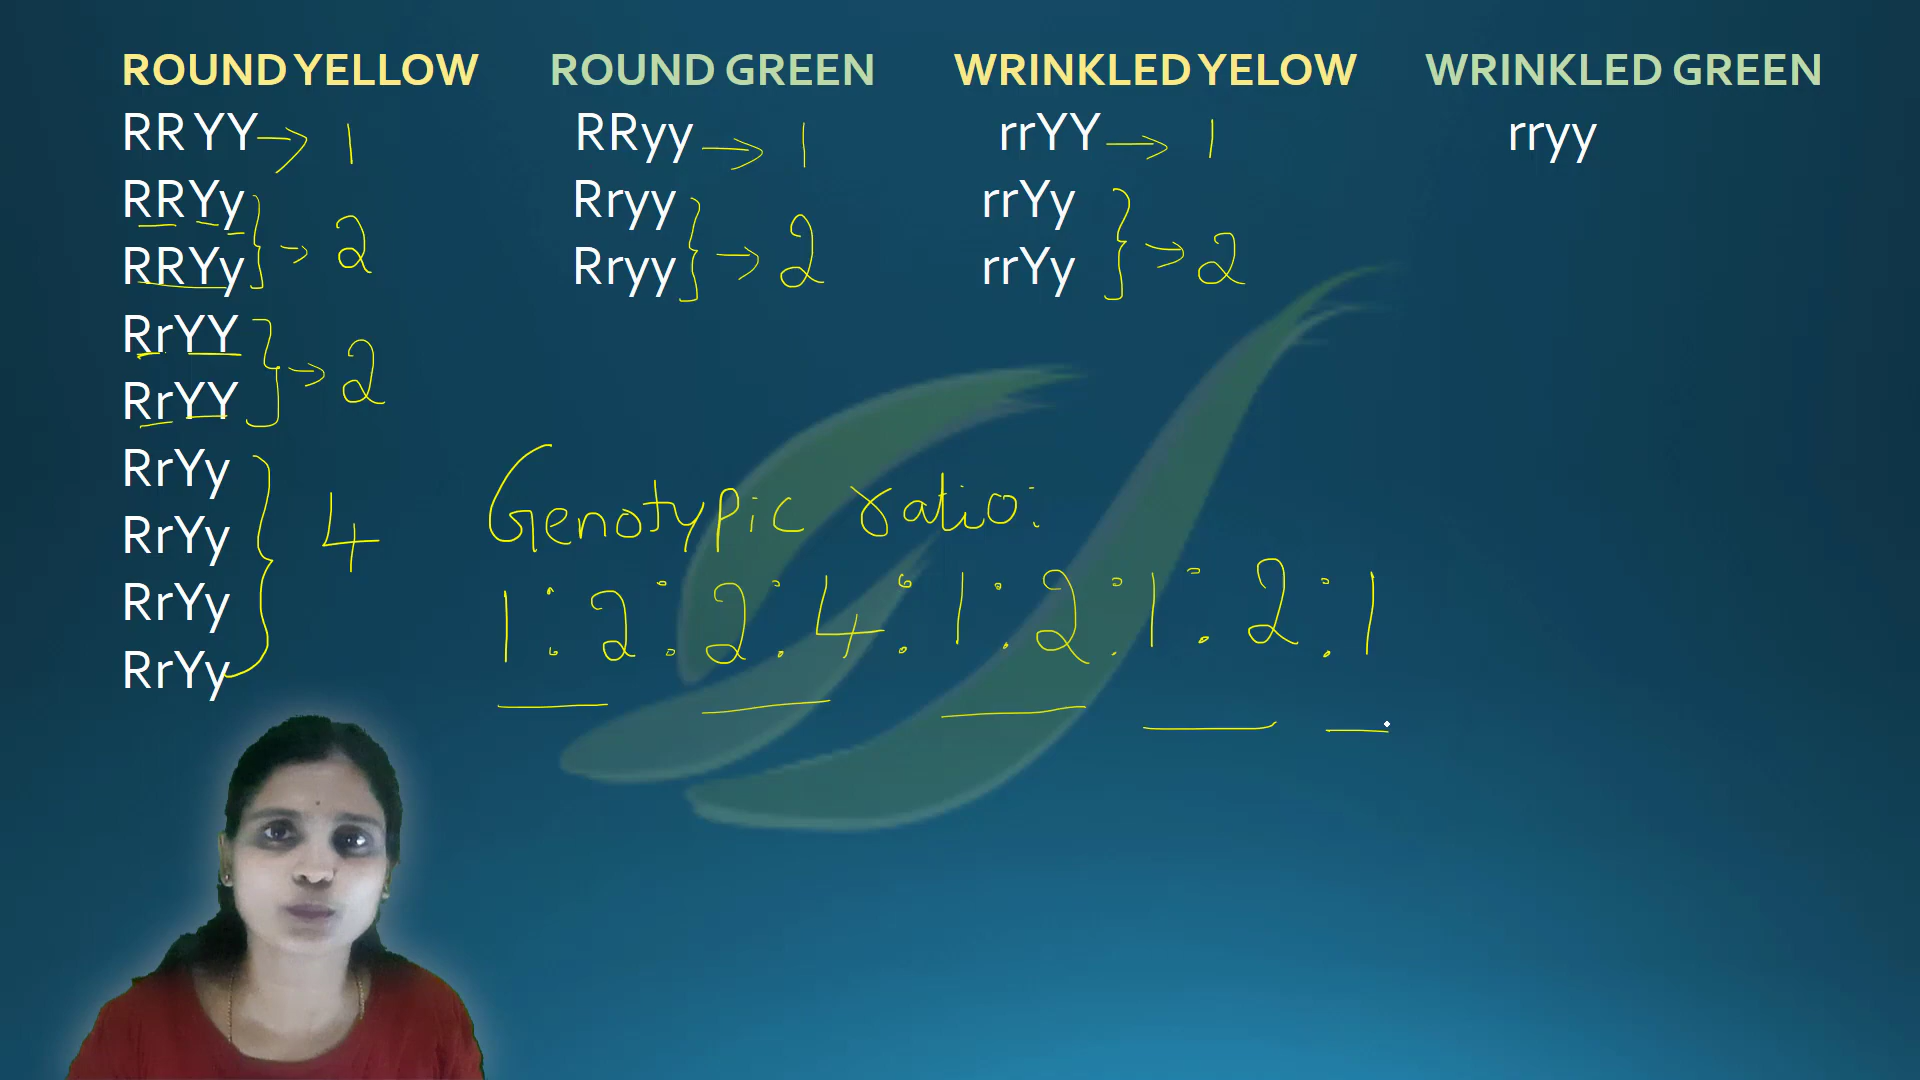 ROUND YELLOW
RRYY → 1
RRYy
RRYy
→ 2
RrYY
RrYY
→ 2
RrYy
RrYy
RrYy
RrYy
4
ROUND GREEN
RRyy → 1
Rryy
Rryy
→ 2
WRINKLED YELOW
rrYY → 1
rrYy
rrYy
→ 2
WRINKLED GREEN
rryy
Genotypic ratio:
1:2:2:4:1:2:1:2:1